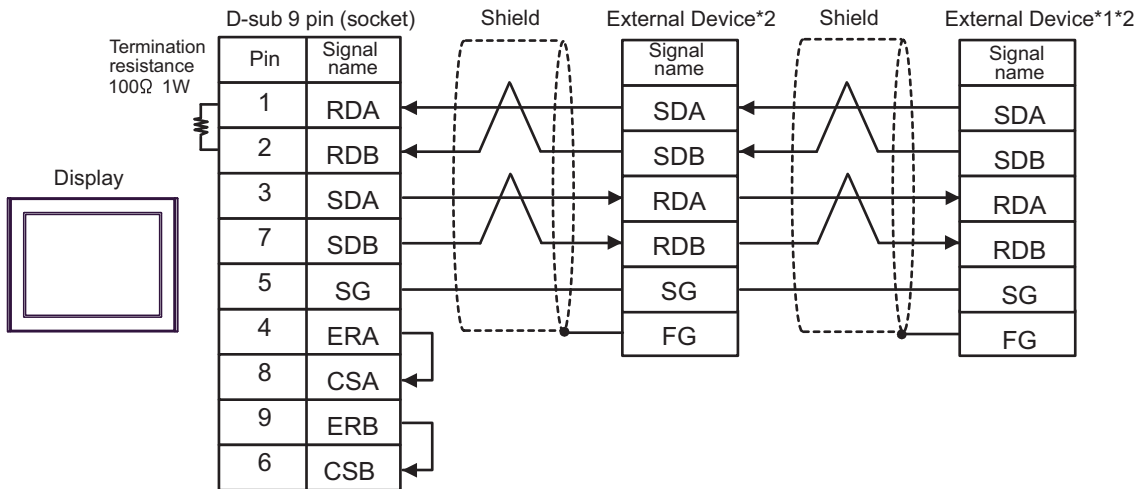 D-sub 9 pin (socket)
Shield
External Device*2
Shield
External Device*1*2
Termination
resistance
100Ω 1W
Display
Pin
Signal
name
1
RDA
2
RDB
3
SDA
7
SDB
5
SG
4
ERA
8
CSA
9
ERB
6
CSB
Signal
name
SDA
SDB
RDA
RDB
SG
FG
Signal
name
SDA
SDB
RDA
RDB
SG
FG